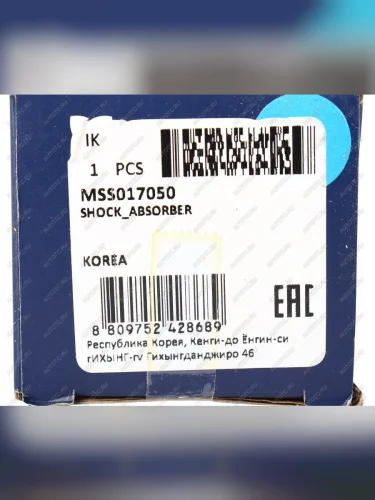 IK
1 PCS
MSS017050
SHOCK_ABSORBER
KOREA
EAC
8 809752 428689
Республика Корея, Кенги-до Ёнгин-си
гИХЫНГ-гv Гихынгданджиро 46